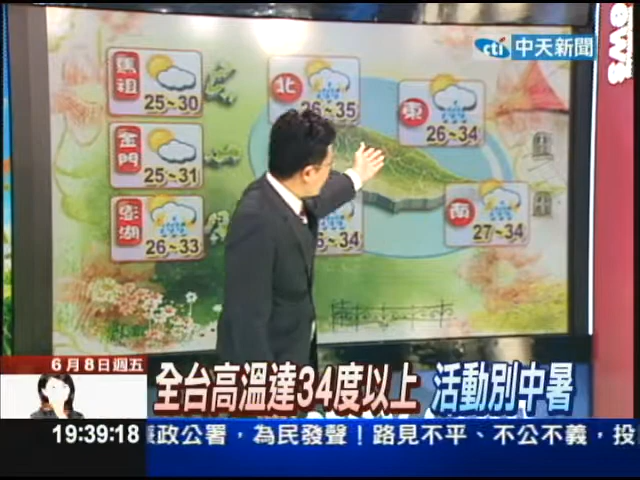 cti 中天新聞
news
馬祖
25~30
北
26~35
東
26~34
金門
25~31
澎湖
26~33
6~34
南
27~34
6月8日週五
全台高溫達34度以上 活動別中暑
19:39:18
廉政公署，為民發聲！路見不平、不公不義，投